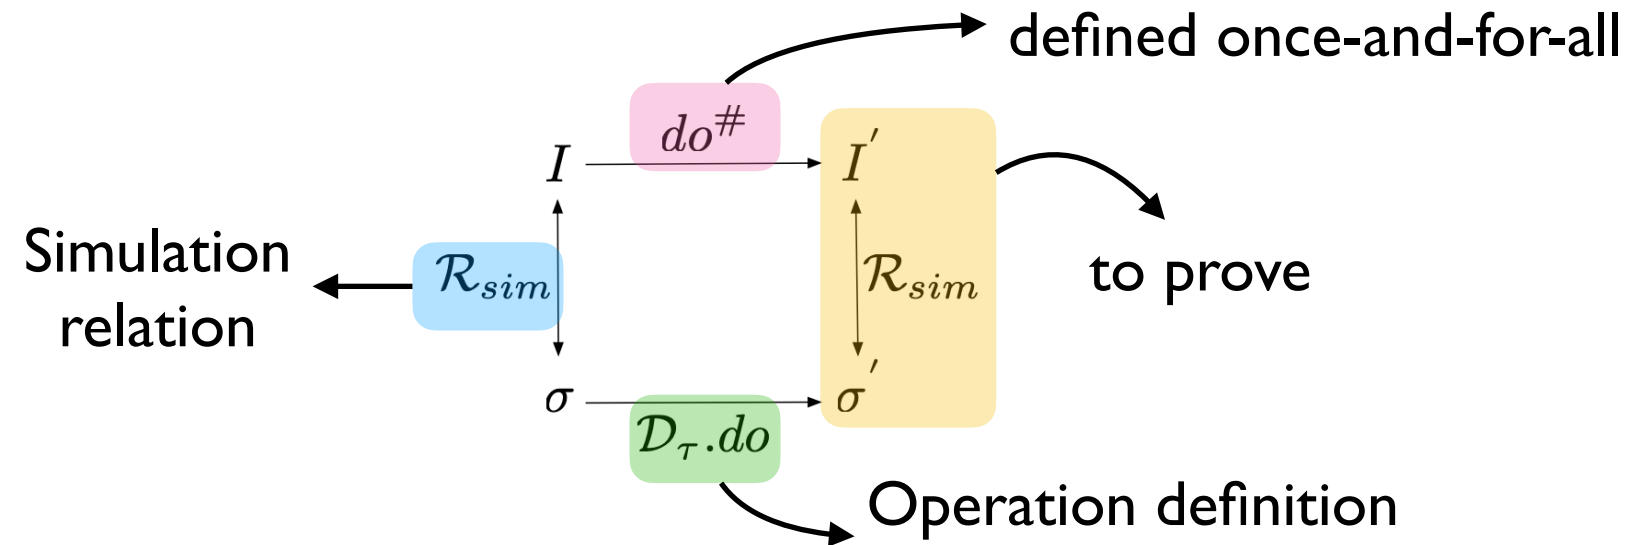 defined once-and-for-all
do#
I I′
Simulation
relation
ℛsim ℛsim
to prove
σ σ′
𝒟τ.do
Operation definition